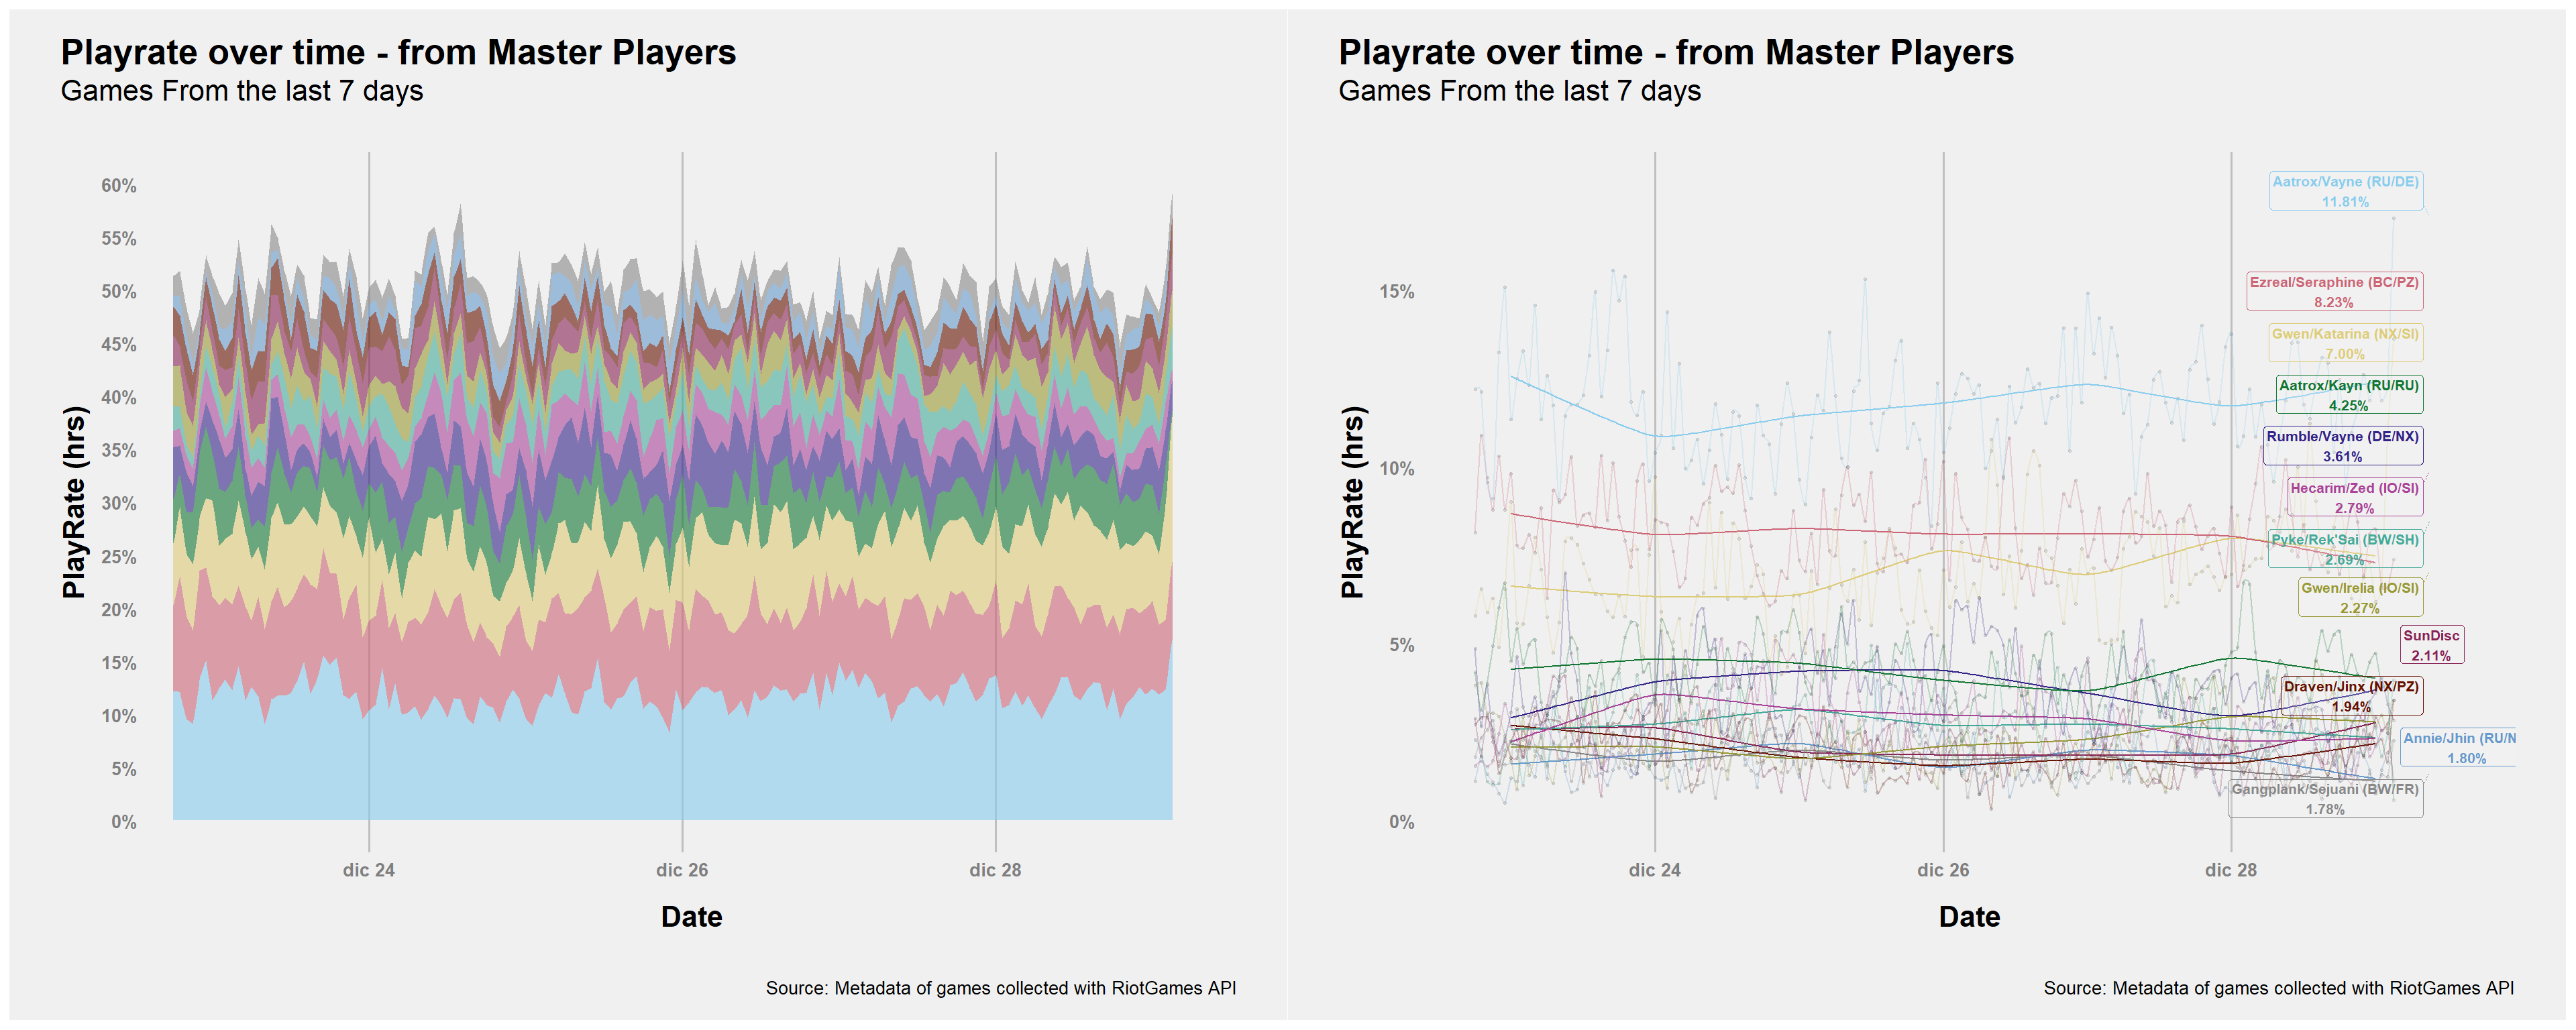 Playrate over time - from Master Players
Games From the last 7 days
PlayRate (hrs)
60%
55%
50%
45%
40%
35%
30%
25%
20%
15%
10%
5%
0%
dic 24
dic 26
dic 28
Date
Source: Metadata of games collected with RiotGames API
Playrate over time - from Master Players
Games From the last 7 days
PlayRate (hrs)
15%
10%
5%
0%
Aatrox/Vayne (RU/DE)
11.81%
Ezreal/Seraphine (BC/PZ)
8.23%
Gwen/Katarina (NX/SI)
7.00%
Aatrox/Kayn (RU/RU)
4.25%
Rumble/Vayne (DE/NX)
3.61%
Hecarim/Zed (IO/SI)
2.79%
Pyke/Rek'Sai (BW/SH)
2.69%
Gwen/Irelia (IO/SI)
2.27%
SunDisc
2.11%
Draven/Jinx (NX/PZ)
1.94%
Annie/Jhin (RU/N
1.80%
Gangplank/Sejuani (BW/FR)
1.78%
dic 24
dic 26
dic 28
Date
Source: Metadata of games collected with RiotGames API